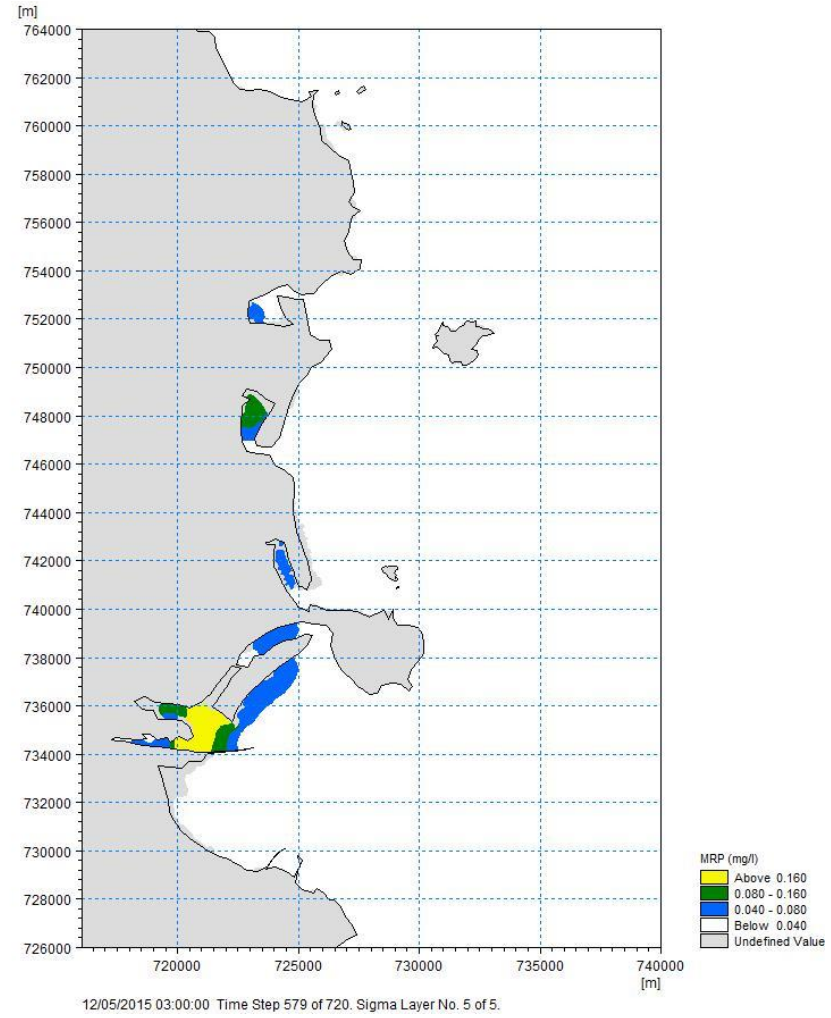 [m]
764000
762000
760000
758000
756000
754000
752000
750000
748000
746000
744000
742000
740000
738000
736000
734000
732000
730000
728000
726000
720000 725000 730000 735000 740000
[m]
MRP (mg/l)
Above 0.160
0.080 - 0.160
0.040 - 0.080
Below 0.040
Undefined Value
12/05/2015 03:00:00 Time Step 579 of 720. Sigma Layer No. 5 of 5.